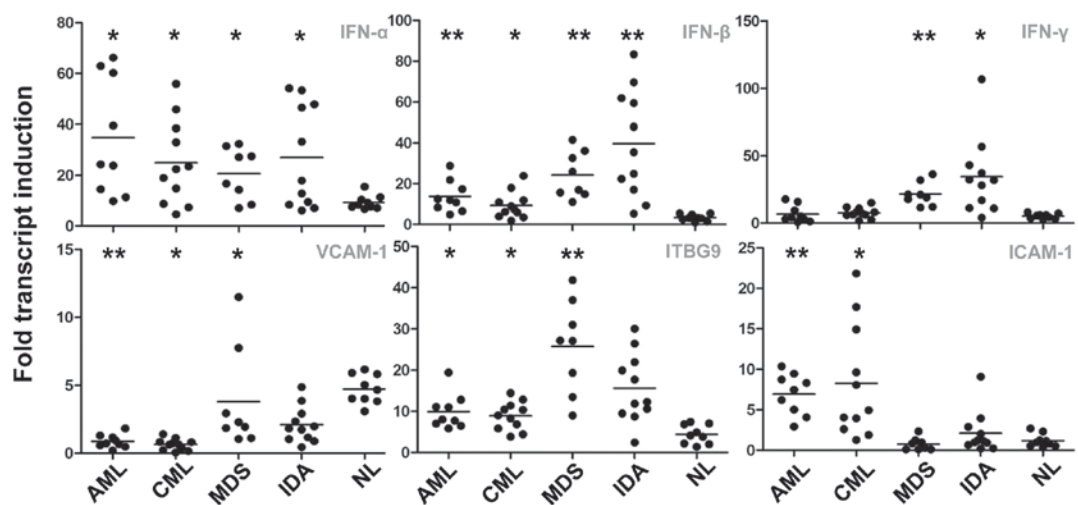 Fold transcript induction
IFN-α
80
60
40
20
0
* * * *
IFN-β
100
80
60
40
20
0
** * ** **
IFN-γ
150
100
50
0
** *
VCAM-1
15
10
5
0
** * *
AML CML MDS IDA NL
ITBG9
50
40
30
20
10
0
* * **
AML CML MDS IDA NL
ICAM-1
25
20
15
10
5
0
** *
AML CML MDS IDA NL